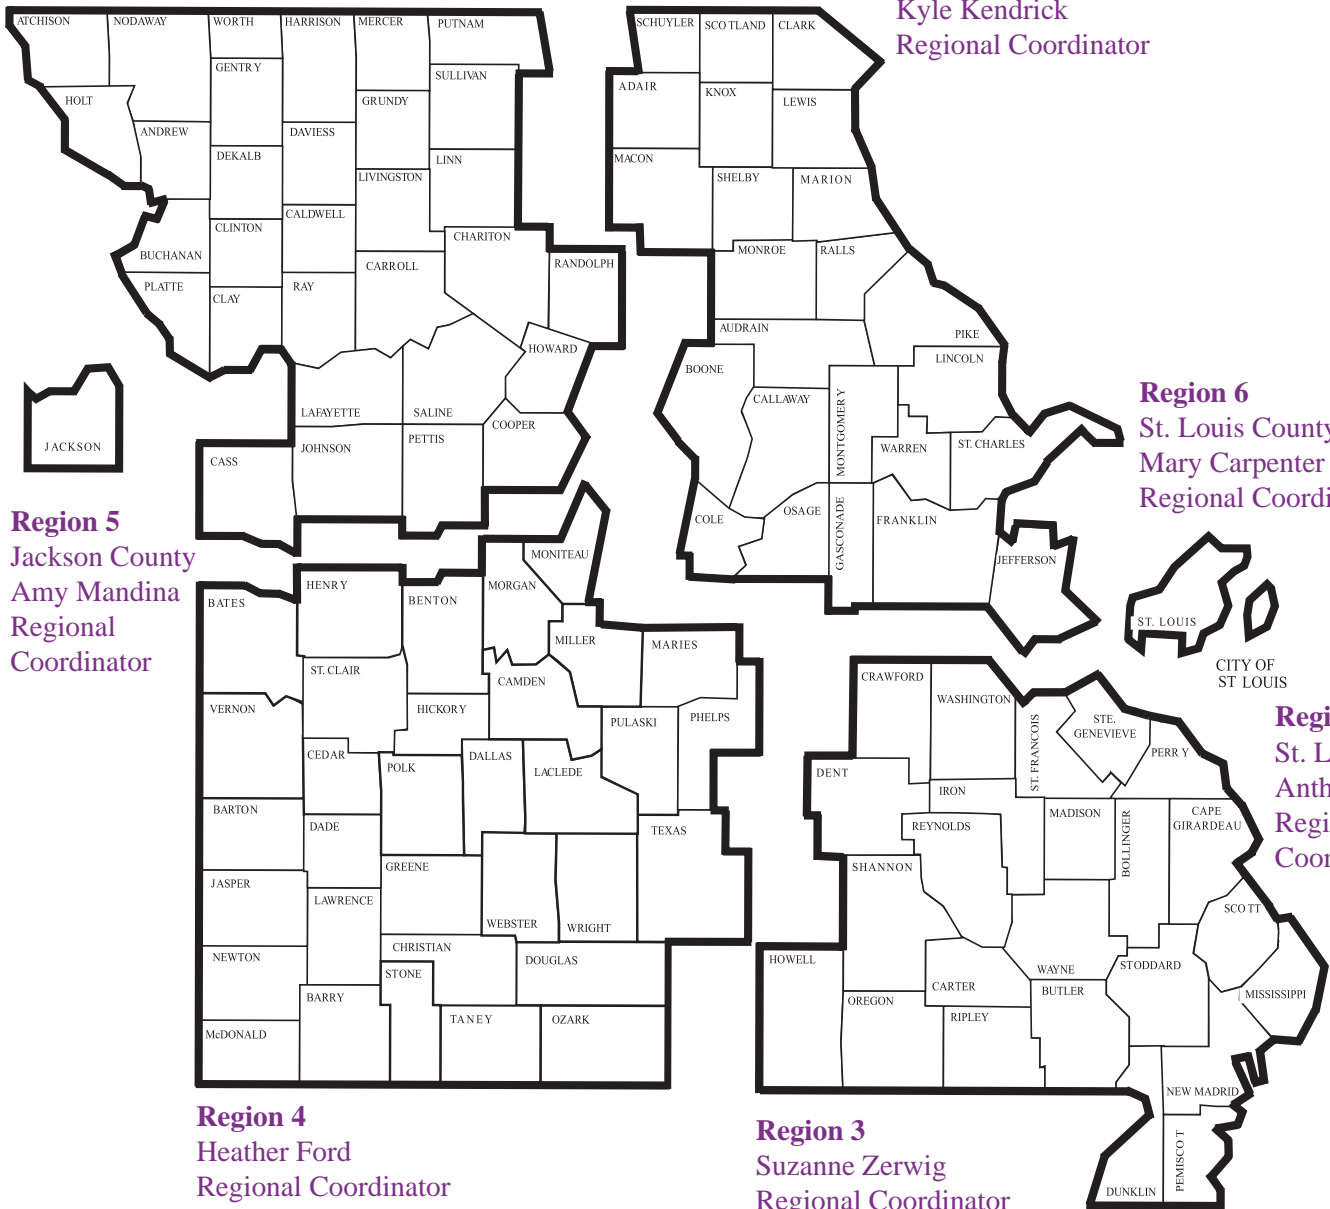 Kyle Kendrick
Regional Coordinator
ATCHISON
NODAWAY
WORTH
HARRISON
MERCER
PUTNAM
GENTRY
SULLIVAN
HOLT
GRUNDY
ANDREW
DAVIESS
DEKALB
LINN
LIVINGSTON
CALDWELL
CLINTON
CHARITON
BUCHANAN
CARROLL
RANDOLPH
PLATTE
CLAY
RAY
HOWARD
LAFAYETTE
SALINE
COOPER
PETTIS
JOHNSON
CASS
JACKSON
SCHUYLER
SCOTLAND
CLARK
ADAIR
KNOX
LEWIS
MACON
SHELBY
MARION
MONROE
RALLS
AUDRAIN
PIKE
LINCOLN
BOONE
CALLAWAY
MONTGOMERY
WARREN
ST. CHARLES
COLE
OSAGE
GASCONADE
FRANKLIN
JEFFERSON
Region 6
St. Louis County
Mary Carpenter
Regional Coordi
Region 5
Jackson County
Amy Mandina
Regional
Coordinator
ST. LOUIS
CITY OF
ST LOUIS
Regi
St. L
Anth
Regi
Coor
MONITEAU
HENRY
BENTON
MORGAN
BATES
MILLER
MARIES
ST. CLAIR
CAMDEN
VERNON
HICKORY
PULASKI
PHELPS
CEDAR
POLK
DALLAS
LACLEDE
BARTON
DADE
TEXAS
GREENE
JASPER
LAWRENCE
WEBSTER
WRIGHT
NEWTON
CHRISTIAN
DOUGLAS
STONE
BARRY
TANEY
OZARK
McDONALD
CRAWFORD
WASHINGTON
ST. FRANCOIS
STE.
GENEVIEVE
PERRY
DENT
IRON
MADISON
BOLLINGER
CAPE
GIRARDEAU
REYNOLDS
SHANNON
SCOTT
HOWELL
WAYNE
STODDARD
CARTER
BUTLER
MISSISSIPPI
OREGON
RIPLEY
NEW MADRID
PEMISCOT
DUNKLIN
Region 4
Heather Ford
Regional Coordinator
Region 3
Suzanne Zerwig
Regional Coordinator